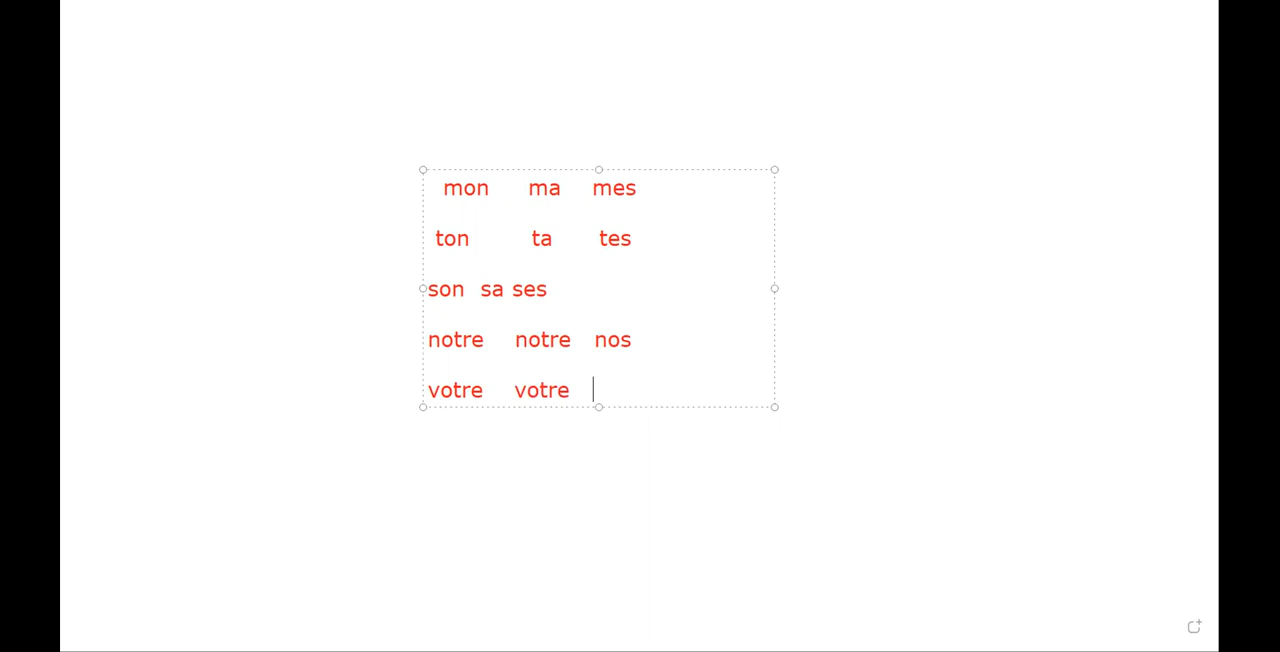 mon ma mes
ton ta tes
son sa ses
notre notre nos
votre votre